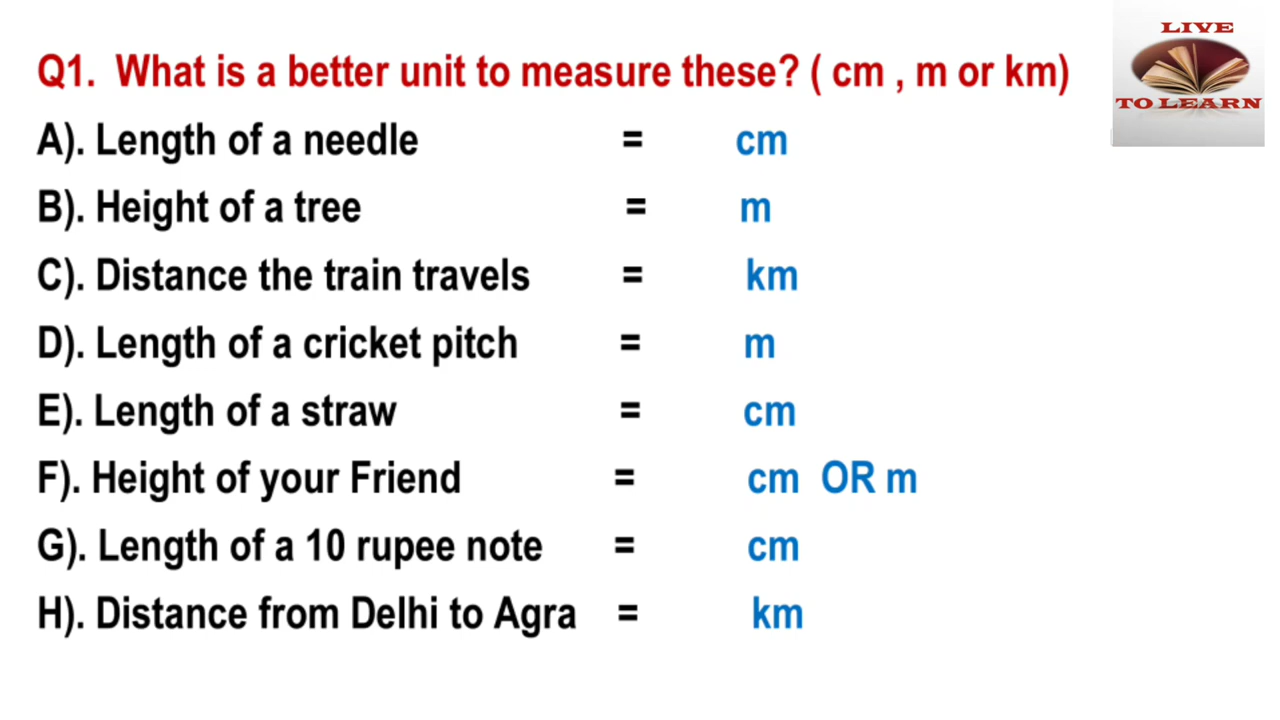 LIVE
TO LEARN
Q1. What is a better unit to measure these? ( cm , m or km)
A). Length of a needle = cm
B). Height of a tree = m
C). Distance the train travels = km
D). Length of a cricket pitch = m
E). Length of a straw = cm
F). Height of your Friend = cm OR m
G). Length of a 10 rupee note = cm
H). Distance from Delhi to Agra = km